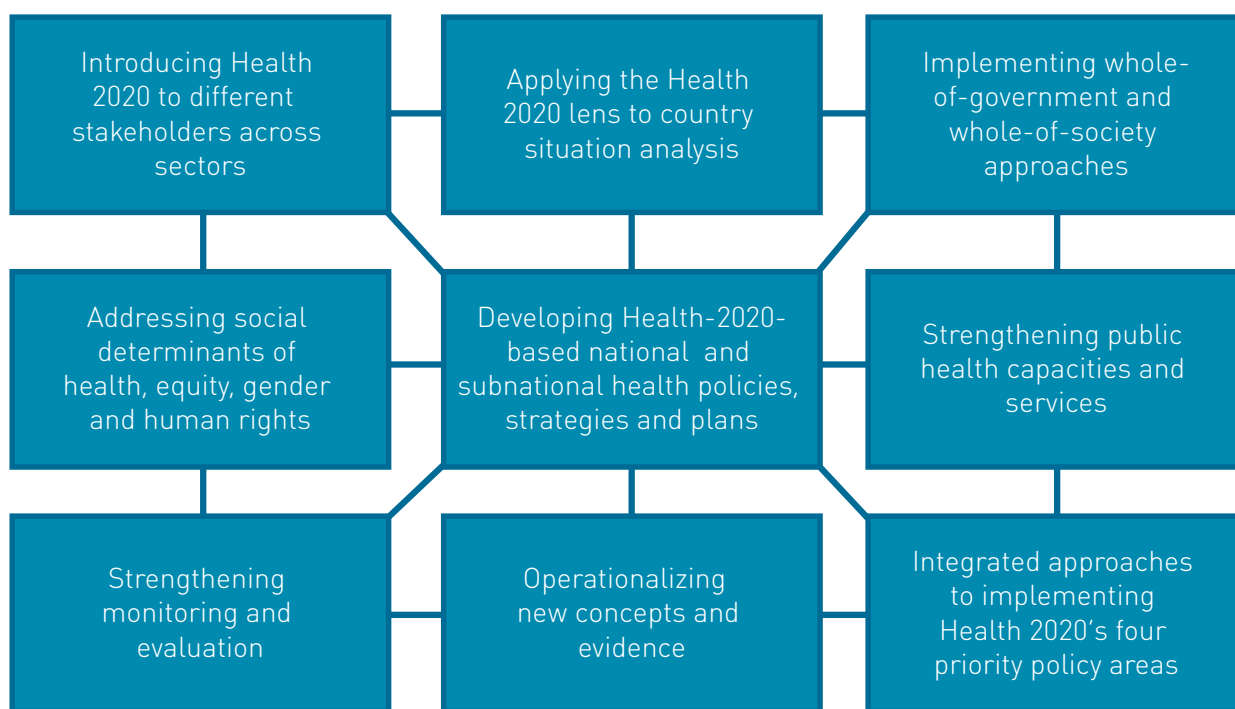 Introducing Health
2020 to different
stakeholders across
sectors
Applying the Health
2020 lens to country
situation analysis
Implementing whole-
of-government and
whole-of-society
approaches
Addressing social
determinants of
health, equity, gender
and human rights
Developing Health-2020-
based national and
subnational health policies,
strategies and plans
Strengthening public
health capacities and
services
Strengthening
monitoring and
evaluation
Operationalizing
new concepts and
evidence
Integrated approaches
to implementing
Health 2020's four
priority policy areas